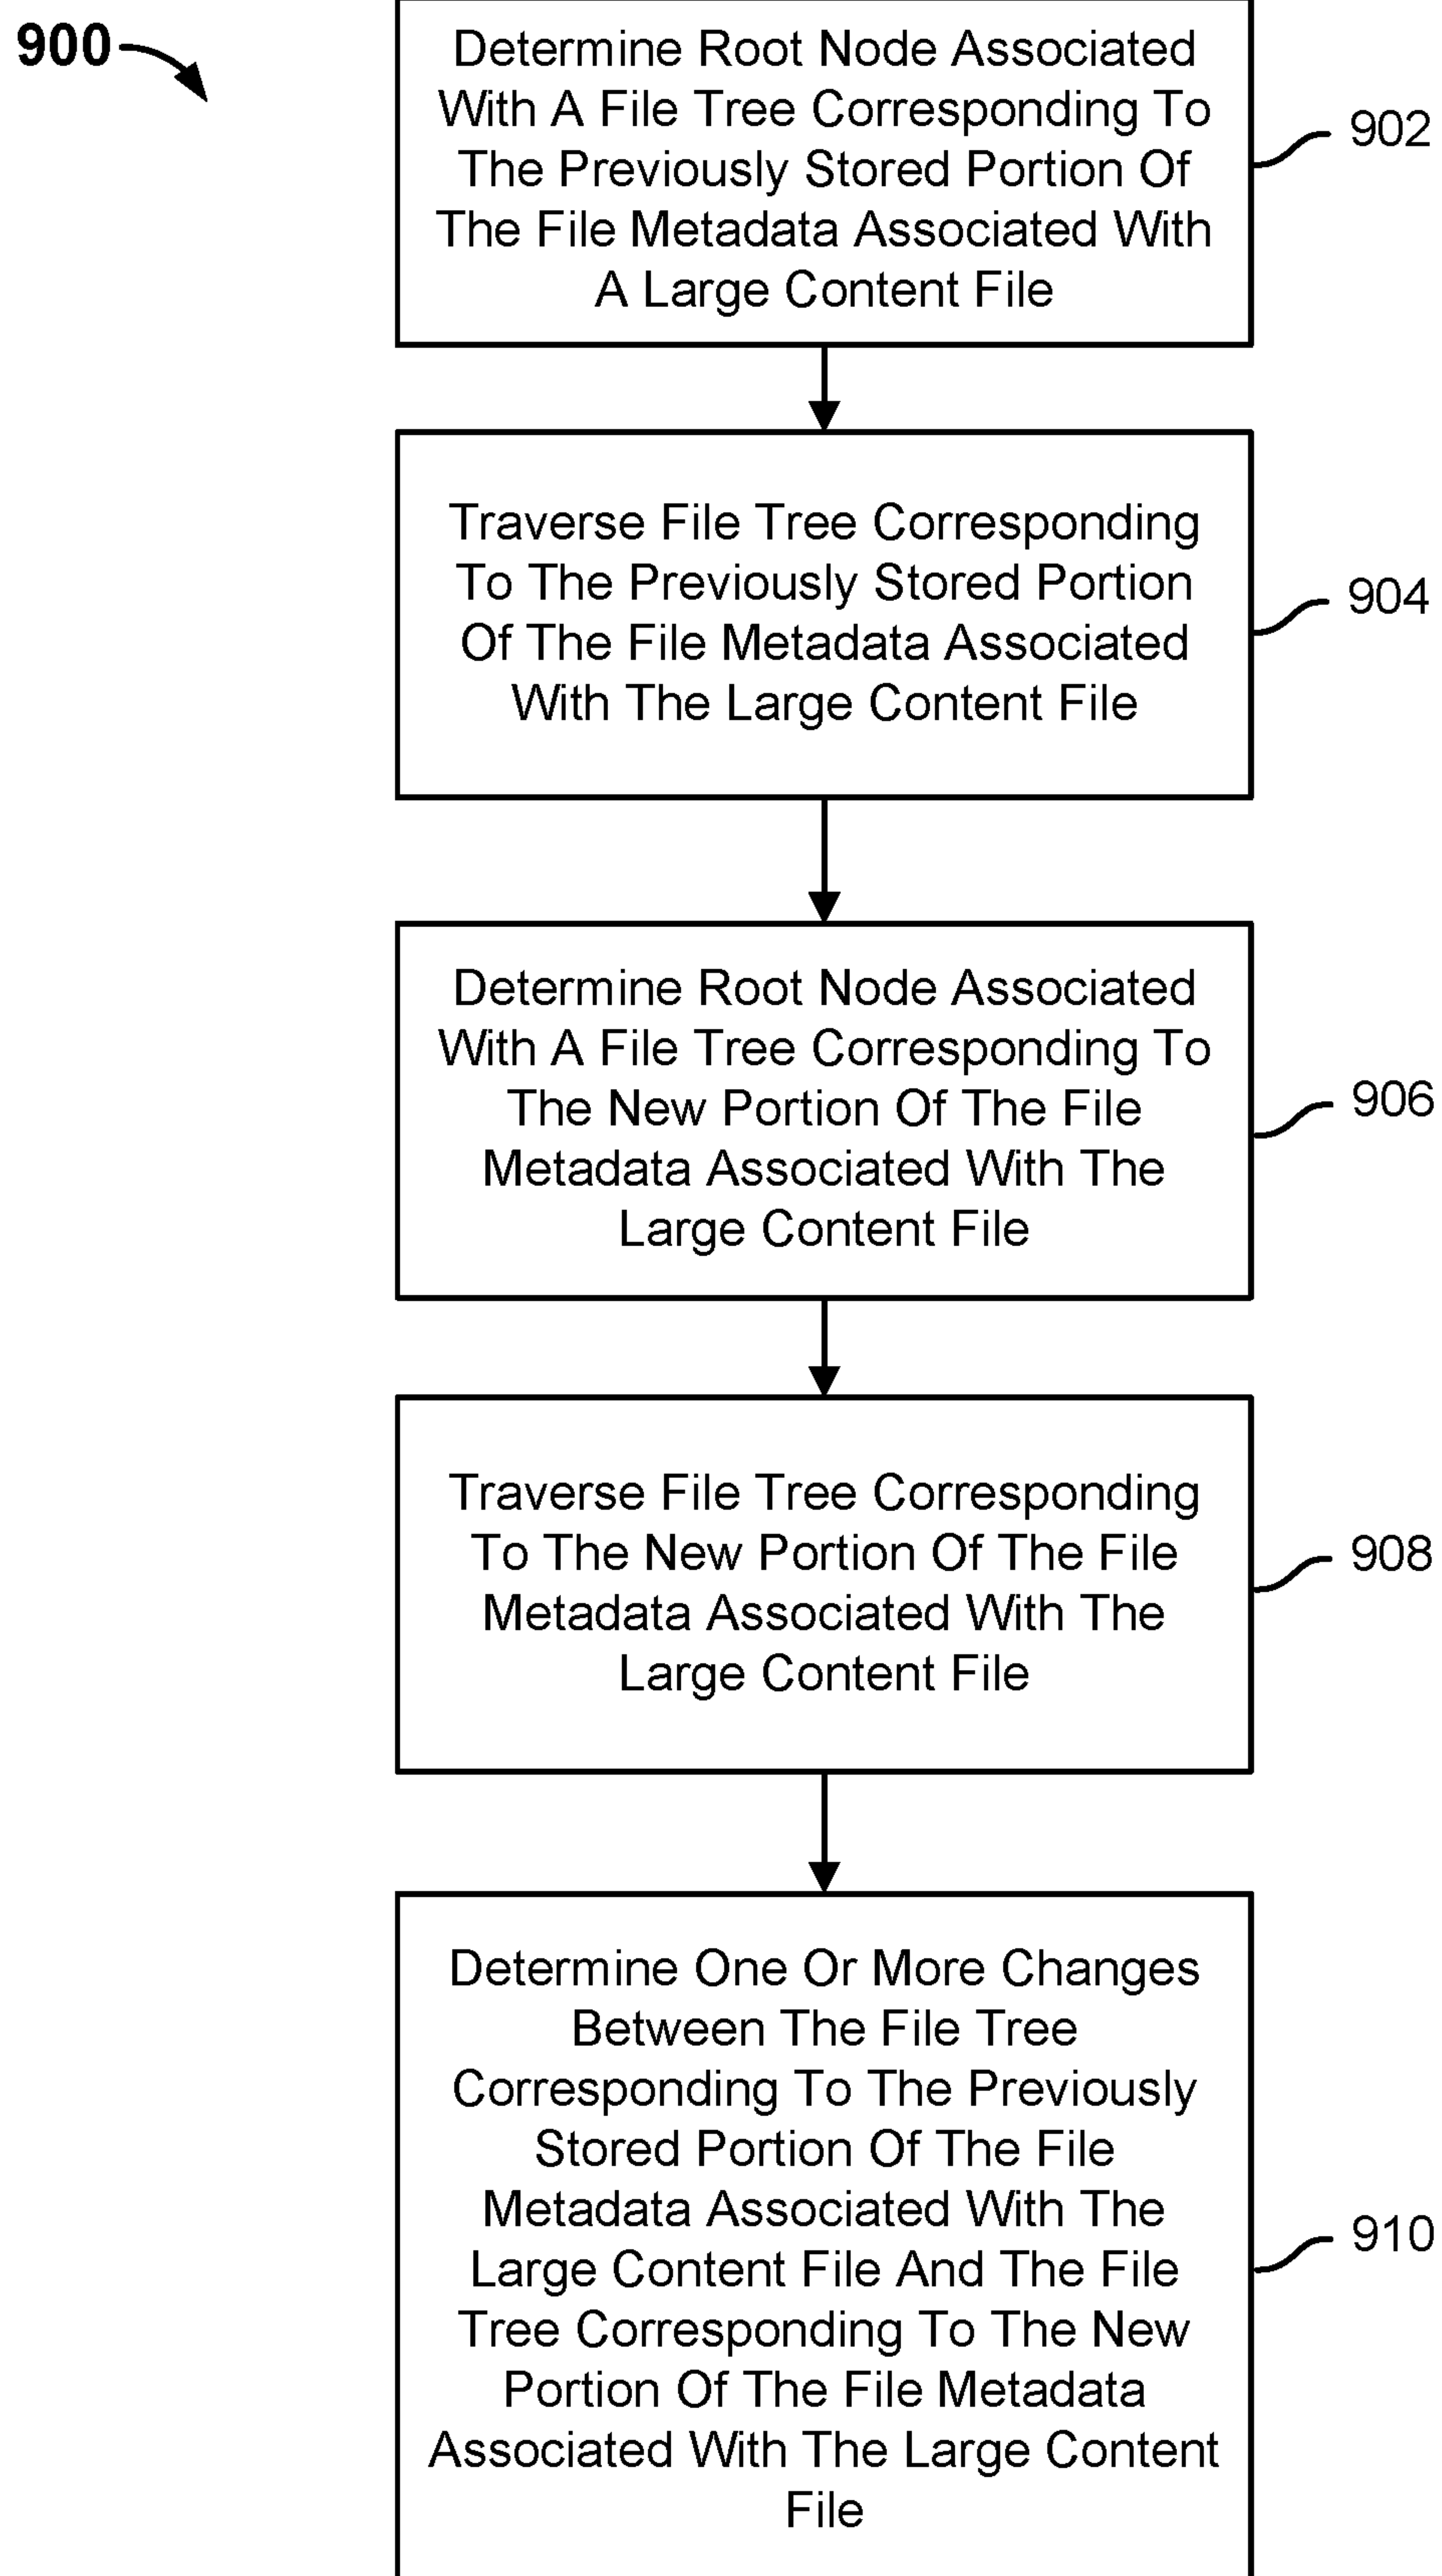 900
Determine Root Node Associated
With A File Tree Corresponding To
The Previously Stored Portion Of
The File Metadata Associated With
A Large Content File
902
Traverse File Tree Corresponding
To The Previously Stored Portion
Of The File Metadata Associated
With The Large Content File
904
Determine Root Node Associated
With A File Tree Corresponding To
The New Portion Of The File
Metadata Associated With The
Large Content File
906
Traverse File Tree Corresponding
To The New Portion Of The File
Metadata Associated With The
Large Content File
908
Determine One Or More Changes
Between The File Tree
Corresponding To The Previously
Stored Portion Of The File
Metadata Associated With The
Large Content File And The File
Tree Corresponding To The New
Portion Of The File Metadata
Associated With The Large Content
File
910